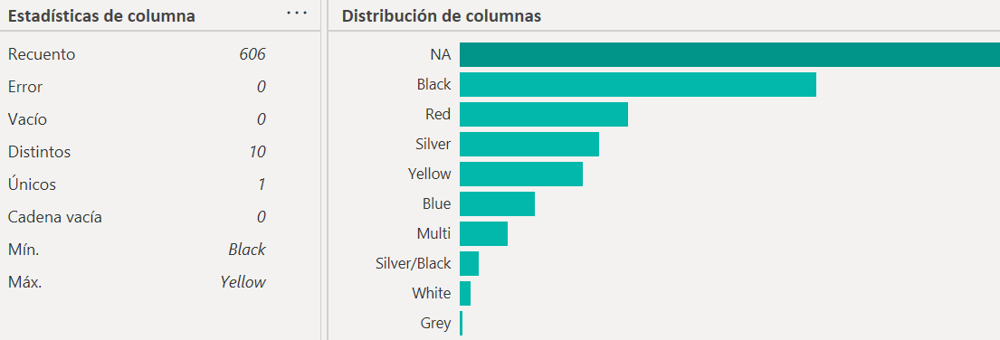 Estadísticas de columna ···
Recuento 606
Error 0
Vacío 0
Distintos 10
Únicos 1
Cadena vacía 0
Mín. Black
Máx. Yellow
Distribución de columnas
NA
Black
Red
Silver
Yellow
Blue
Multi
Silver/Black
White
Grey